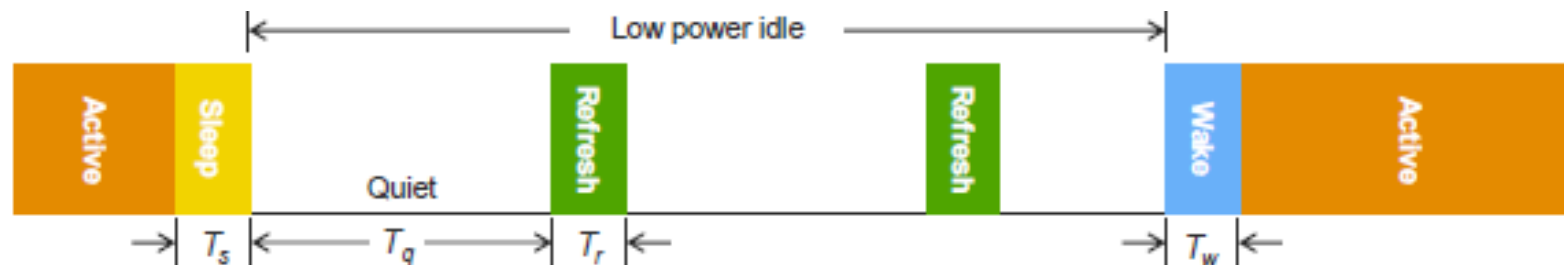 Low power idle
Active
Sleep
Quiet
Refresh
Refresh
Wake
Active
Ts
Tq
Tr
Tw